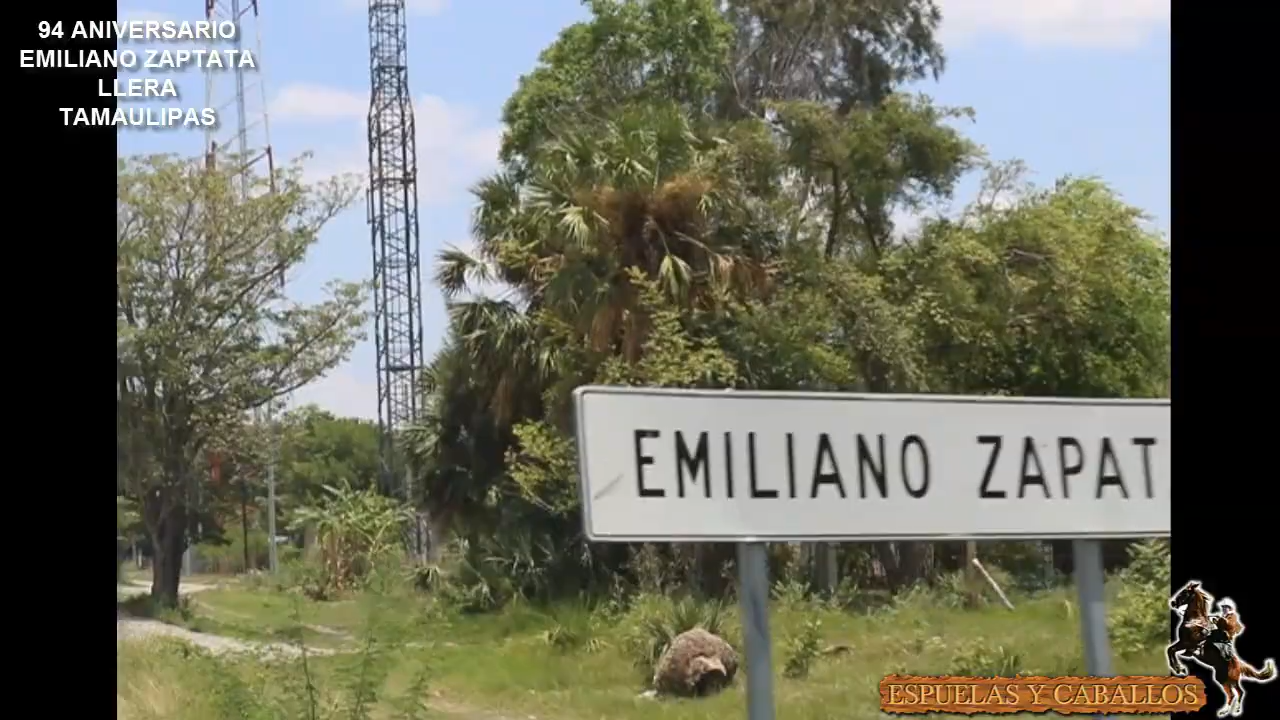 94 ANIVERSARIO
EMILIANO ZAPTATA
LLERA
TAMAULIPAS
EMILIANO ZAPAT
ESPUELAS Y CABALLOS